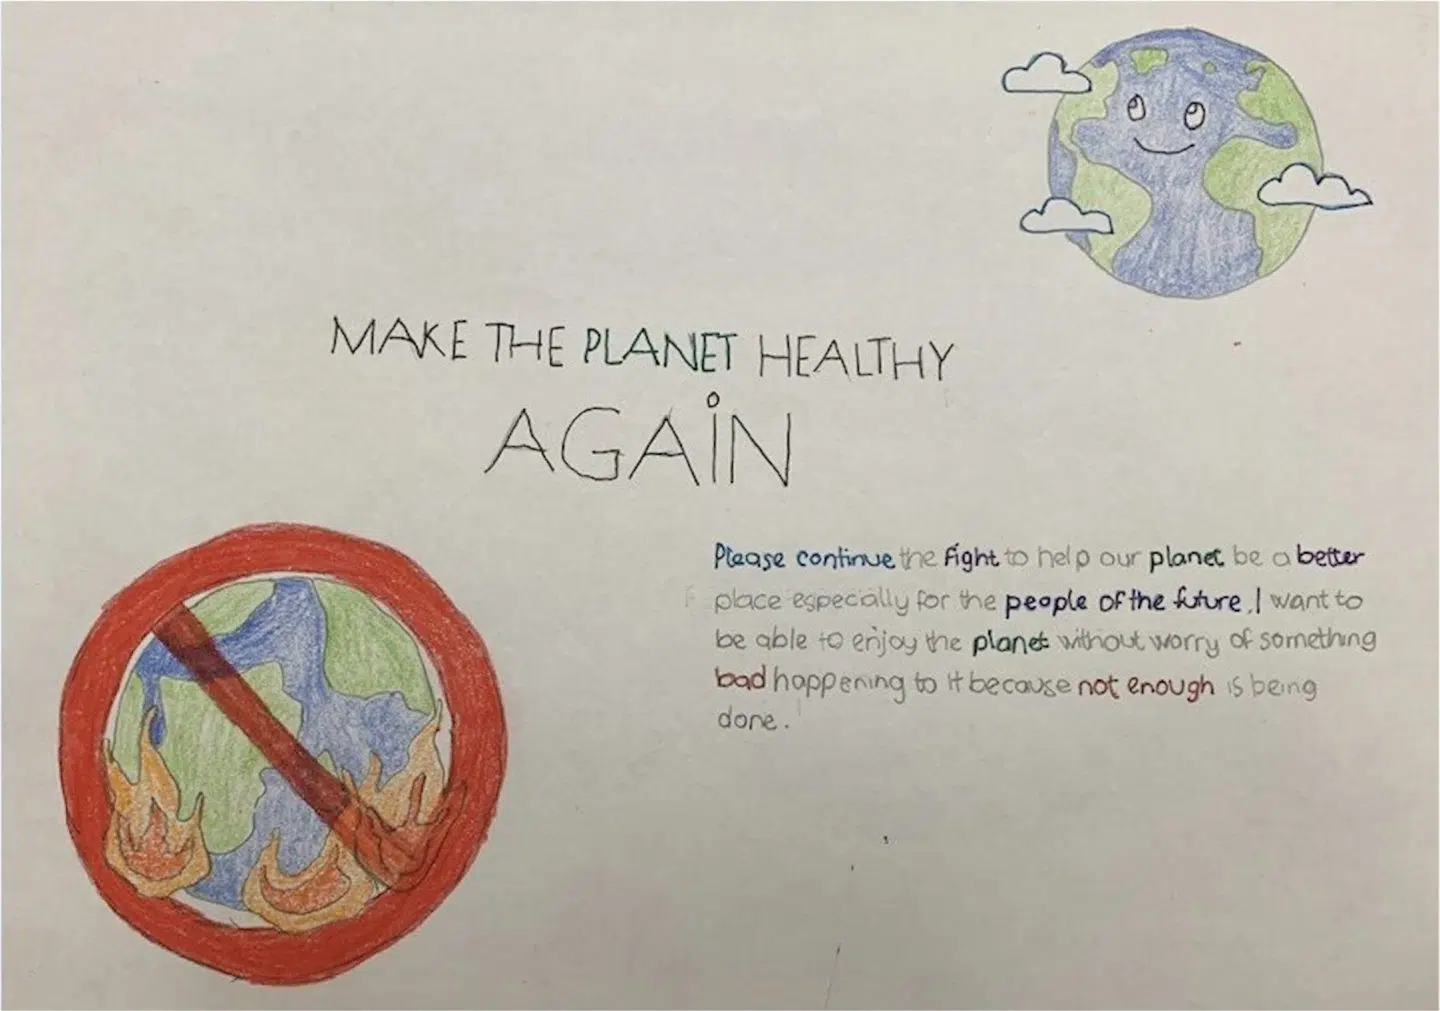 MAKE THE PLANET HEALTHY
AGAiN
Please continue the fight to help our planet be a better
place especially for the people of the future. I want to
be able to enjoy the planet without worry of something
bad happening to it because not enough is being
done.